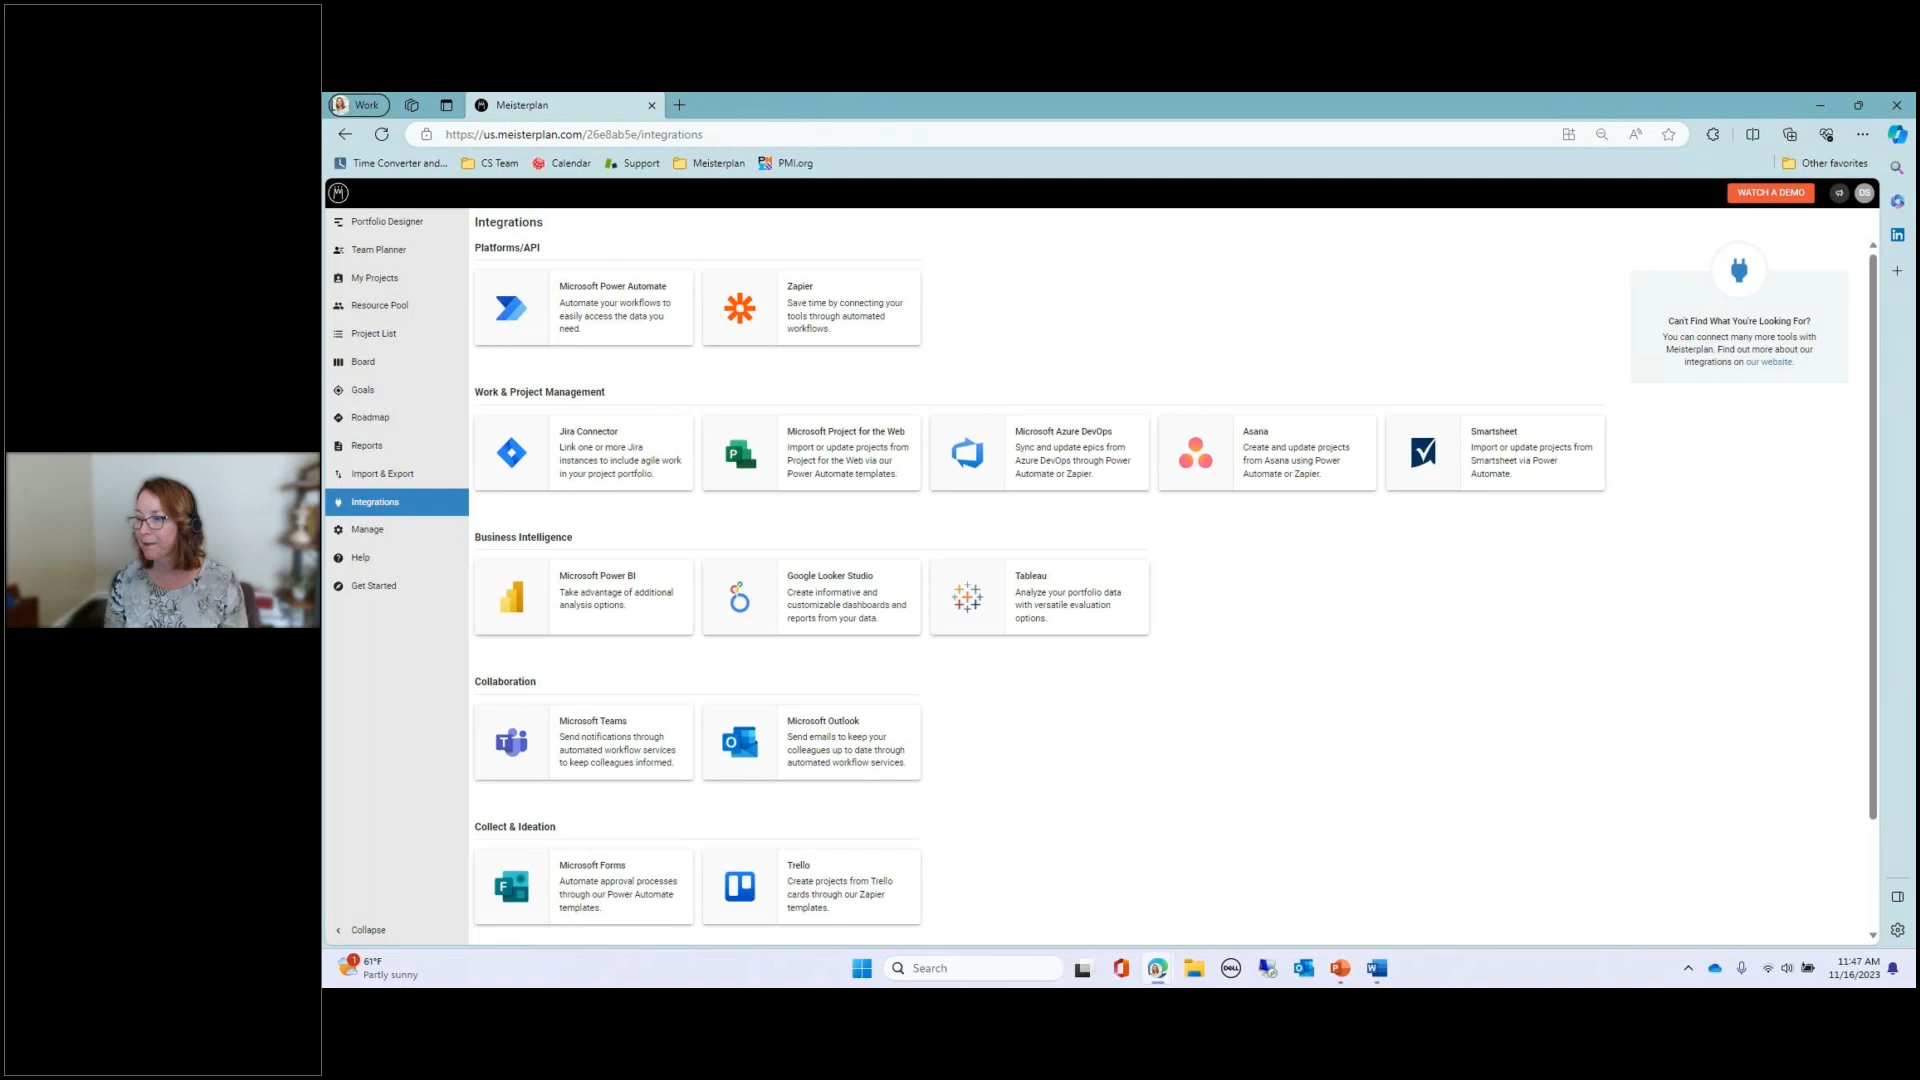 Work
Meisterplan
https://us.meisterplan.com/26e8ab5e/integrations
Time Converter and...
CS Team
Calendar
Support
Meisterplan
PMI.org
Other favorites
WATCH A DEMO
DS
Portfolio Designer
Team Planner
My Projects
Resource Pool
Project List
Board
Goals
Roadmap
Reports
Import & Export
Integrations
Manage
Help
Get Started
Collapse
Integrations
Platforms/API
Microsoft Power Automate
Automate your workflows to
easily access the data you
need.
Zapier
Save time by connecting your
tools through automated
workflows.
Can't Find What You're Looking For?
You can connect many more tools with
Meisterplan. Find out more about our
integrations on our website.
Work & Project Management
Jira Connector
Link one or more Jira
instances to include agile work
in your project portfolio.
Microsoft Project for the Web
Import or update projects from
Project for the Web via our
Power Automate templates.
Microsoft Azure DevOps
Sync and update epics from
Azure DevOps through Power
Automate or Zapier.
Asana
Create and update projects
from Asana using Power
Automate or Zapier.
Smartsheet
Import or update projects from
Smartsheet via Power
Automate.
Business Intelligence
Microsoft Power BI
Take advantage of additional
analysis options.
Google Looker Studio
Create informative and
customizable dashboards and
reports from your data.
Tableau
Analyze your portfolio data
with versatile evaluation
options.
Collaboration
Microsoft Teams
Send notifications through
automated workflow services
to keep colleagues informed.
Microsoft Outlook
Send emails to keep your
colleagues up to date through
automated workflow services.
Collect & Ideation
Microsoft Forms
Automate approval processes
through our Power Automate
templates.
Trello
Create projects from Trello
cards through our Zapier
templates.
1
61°F
Partly sunny
Search
DELL
11:47 AM
11/16/2023